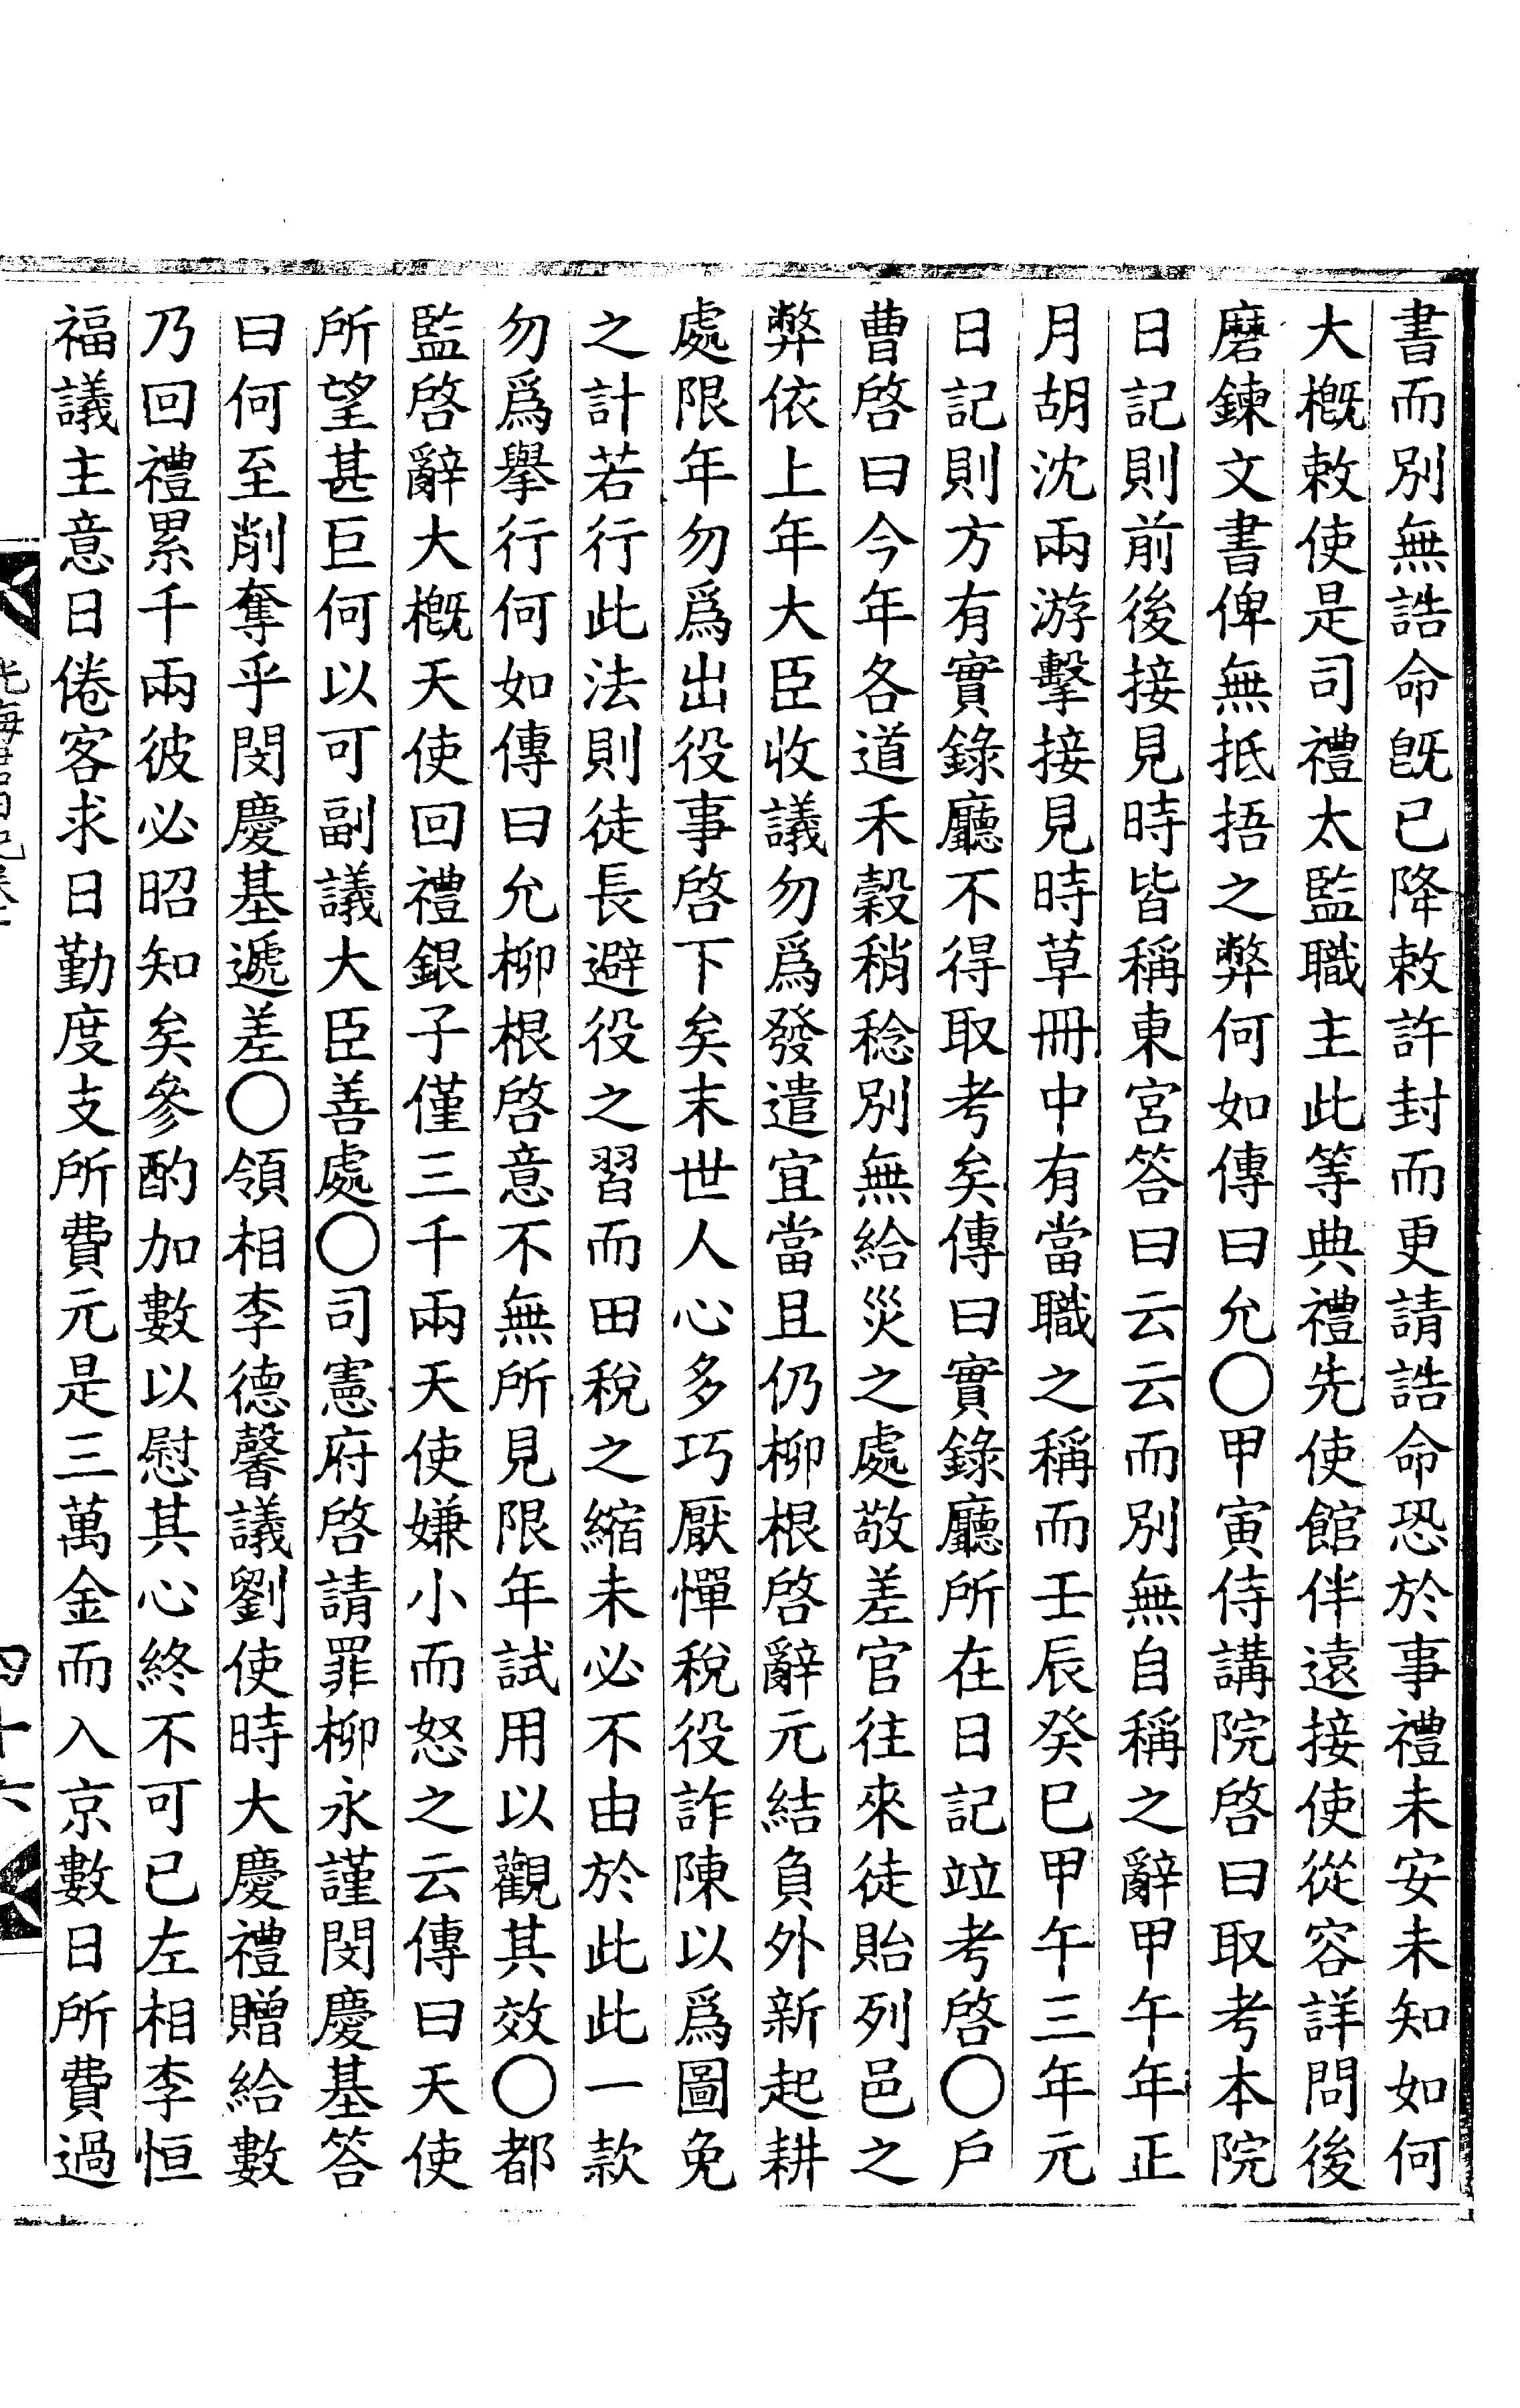 書而別無誥命旣已降敕許封而更請誥命恐於事禮未安未知如何
大槪敕使是司禮太監職主此等典禮先使館伴遠接使從容詳問後
磨鍊文書俾無抵捂之弊何如傳曰允〇甲寅侍講院啓曰取考本院
日記則前後接見時皆稱東宮答曰云云而別無自稱之辭甲午年正
月胡沈兩游擊接見時草冊中有當職之稱而壬辰癸巳甲午三年元
日記則方有實錄廳不得取考矣傳曰實錄廳所在日記竝考啓〇戶
曹啓曰今年各道禾穀稍稔別無給災之處敬差官往來徒貽列邑之
弊依上年大臣收議勿爲發遣宜當且仍柳根啓辭元結負外新起耕
處限年勿爲出役事啓下矣末世人心多巧厭憚稅役詐陳以爲圖免
之計若行此法則徒長避役之習而田稅之縮未必不由於此此一款
勿爲擧行何如傳曰允柳根啓意不無所見限年試用以觀其效〇都
監啓辭大槪天使回禮銀子僅三千兩天使嫌小而怒之云傳曰天使
所望甚巨何以可副議大臣善處〇司憲府啓請罪柳永謹閔慶基答
曰何至削奪乎閔慶基遞差〇領相李德馨議劉使時大慶禮贈給數
乃回禮累千兩彼必昭知矣參酌加數以慰其心終不可已左相李恒
福議主意日倦客求日勤度支所費元是三萬金而入京數日所費過